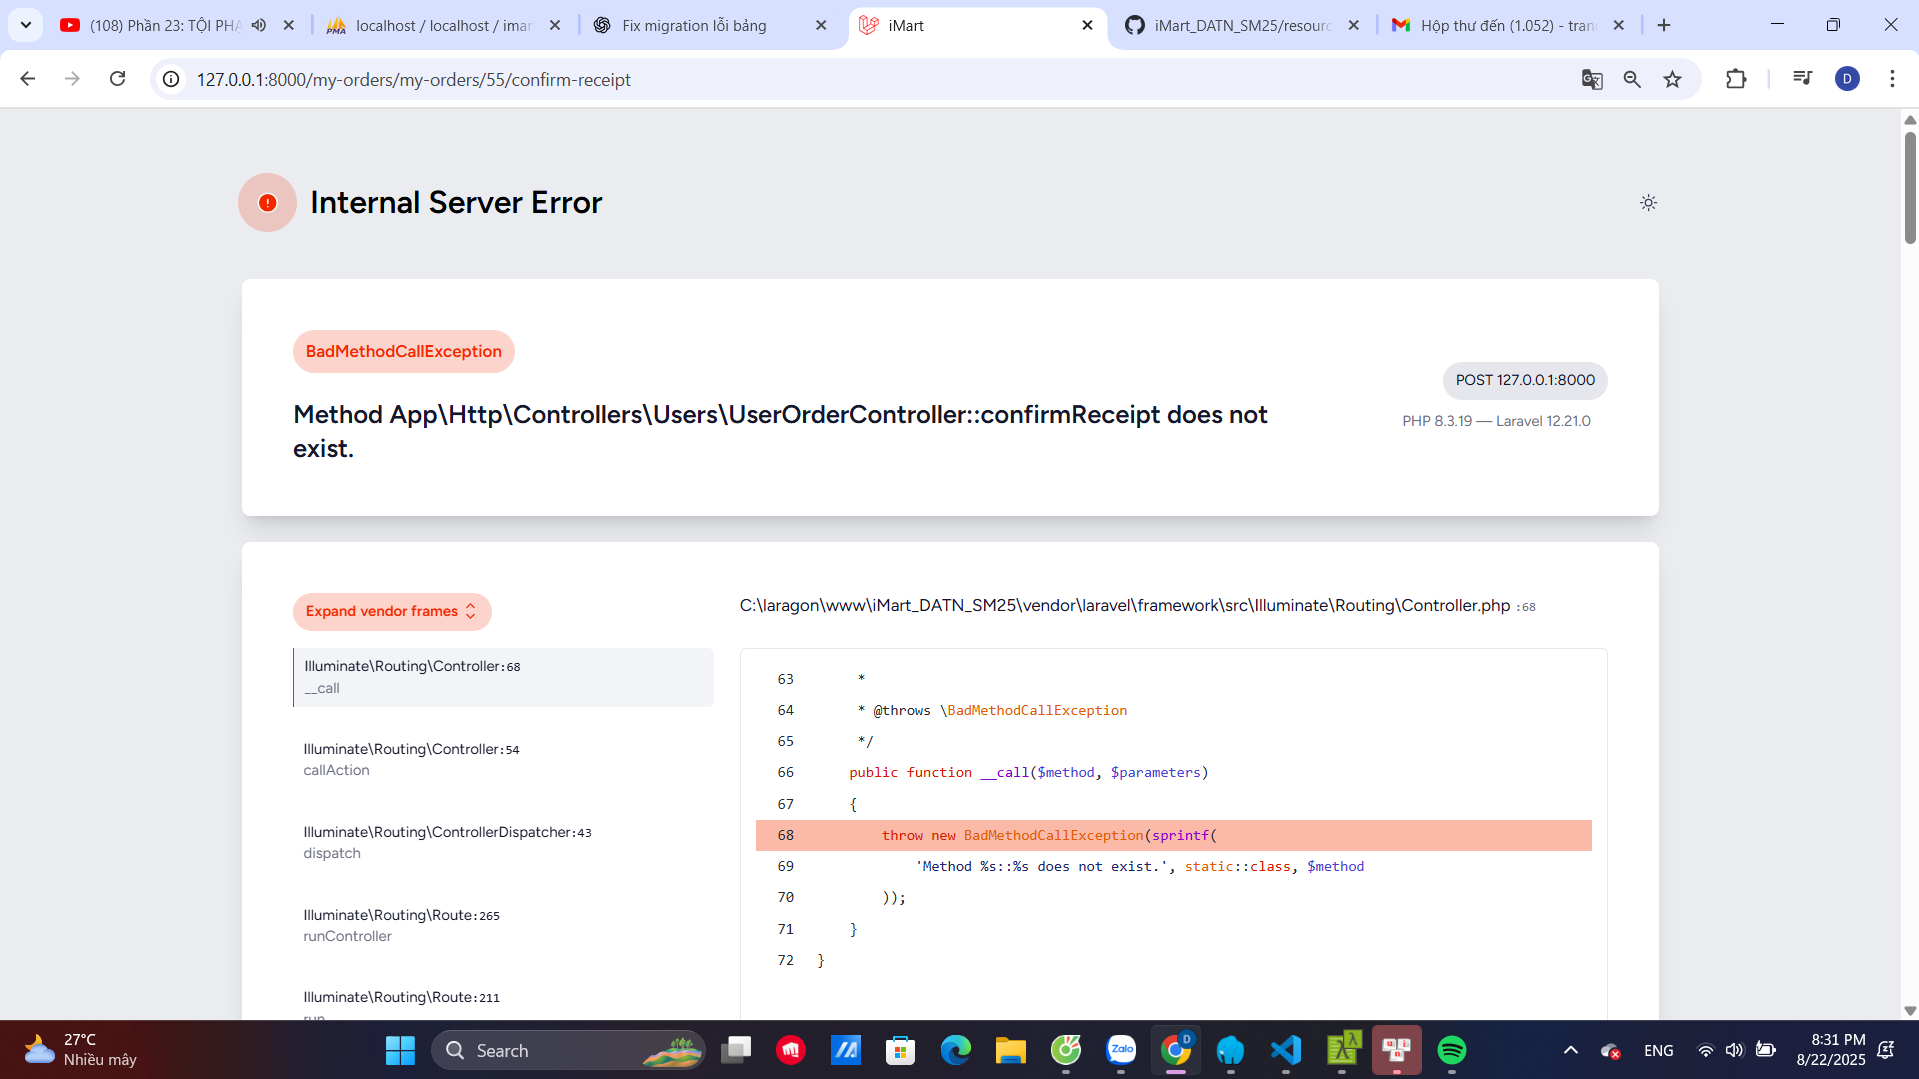 (108) Phần 23: TỘI PHẠ
localhost / localhost / imar
Fix migration lỗi bảng
iMart
iMart_DATN_SM25/resourc
Hộp thư đến (1.052) - tran
127.0.0.1:8000/my-orders/my-orders/55/confirm-receipt
D
Internal Server Error
BadMethodCallException
POST 127.0.0.1:8000
Method App\Http\Controllers\Users\UserOrderController::confirmReceipt does not
exist.
PHP 8.3.19 — Laravel 12.21.0
Expand vendor frames
C:\laragon\www\iMart_DATN_SM25\vendor\laravel\framework\src\Illuminate\Routing\Controller.php :68
Illuminate\Routing\Controller:68
__call
Illuminate\Routing\Controller:54
callAction
Illuminate\Routing\ControllerDispatcher:43
dispatch
Illuminate\Routing\Route:265
runController
Illuminate\Routing\Route:211
run
63 *
64 * @throws \BadMethodCallException
65 */
66 public function __call($method, $parameters)
67 {
68 throw new BadMethodCallException(sprintf(
69 'Method %s::%s does not exist.', static::class, $method
70 ));
71 }
72 }
27°C
Nhiều mây
Search
Zalo
D
ENG
8:31 PM
8/22/2025